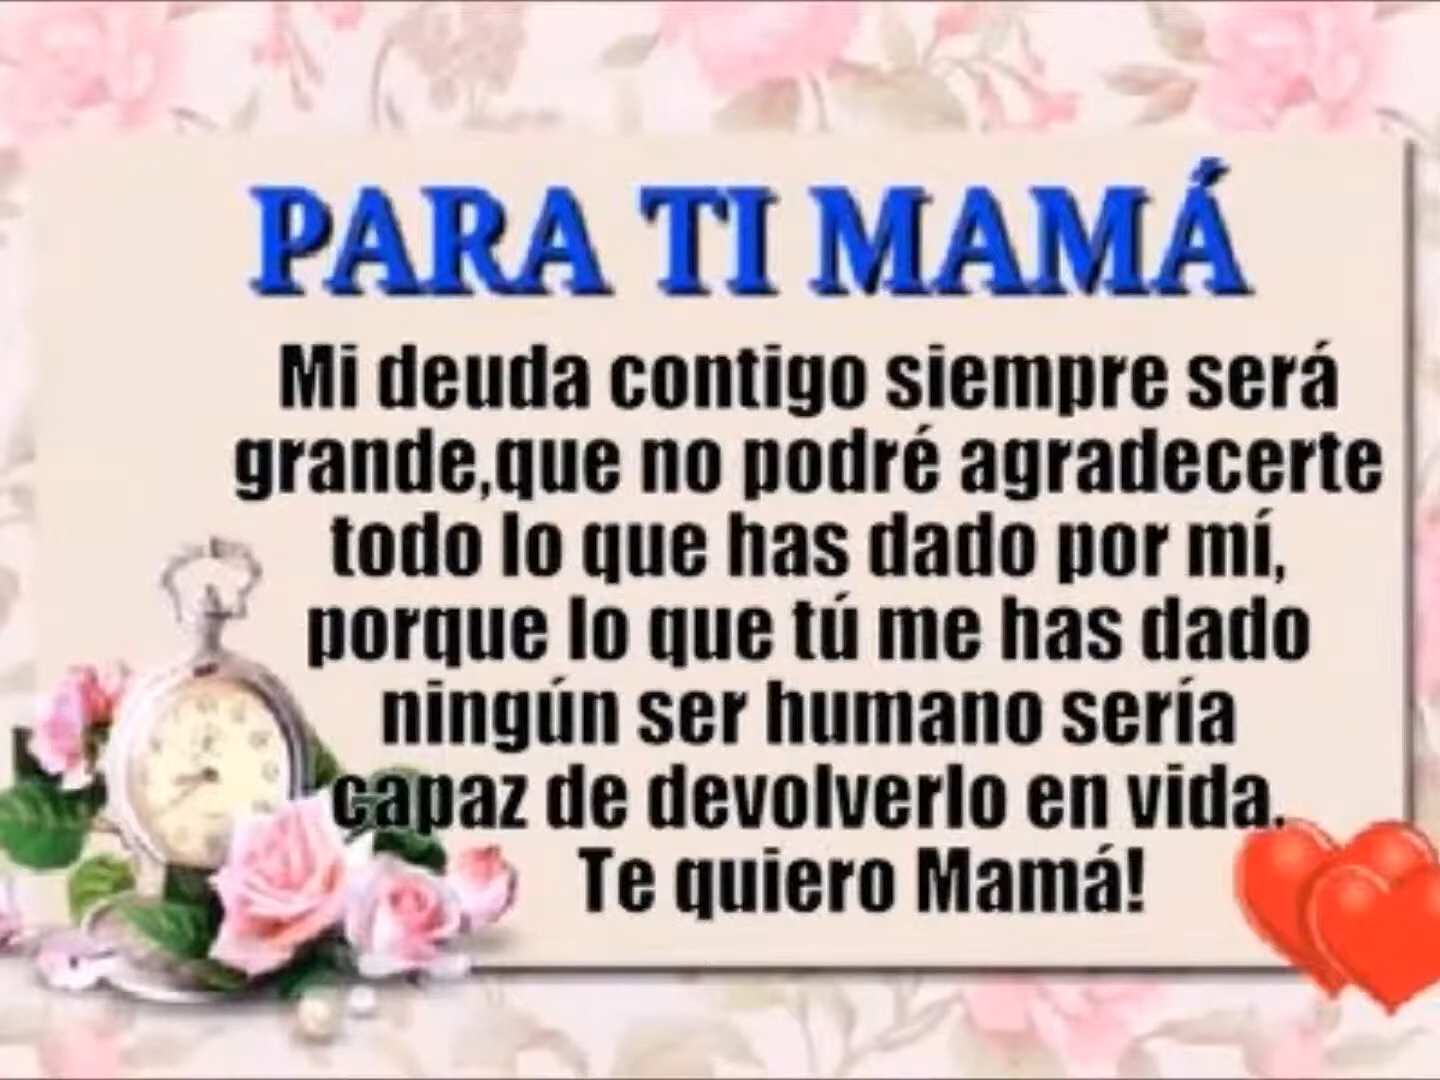 PARA TI MAMÁ
Mi deuda contigo siempre será
grande,que no podré agradecerte
todo lo que has dado por mí,
porque lo que tú me has dado
ningún ser humano sería
capaz de devolverlo en vida.
Te quiero Mamá!